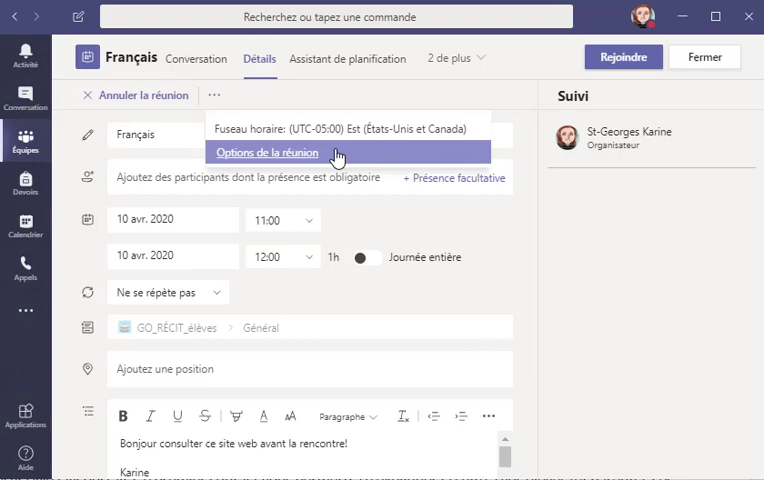 Recherchez ou tapez une commande
Activité
Conversation
Équipes
Devoirs
Calendrier
Appels
Applications
Aide
Français Conversation Détails Assistant de planification 2 de plus Rejoindre Fermer
Annuler la réunion
Fuseau horaire: (UTC-05:00) Est (États-Unis et Canada)
Options de la réunion
Français
Ajoutez des participants dont la présence est obligatoire + Présence facultative
10 avr. 2020 11:00
10 avr. 2020 12:00 1h Journée entière
Ne se répète pas
GO_RÉCIT_élèves > Général
Ajoutez une position
B I U S A AA Paragraphe Tx
Bonjour consulter ce site web avant la rencontre!
Karine
Suivi
St-Georges Karine
Organisateur